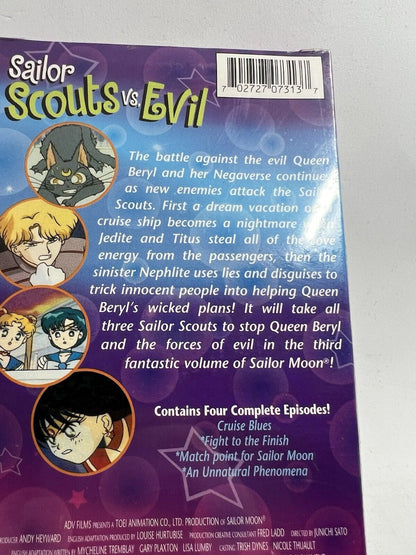 Sailor
Scouts vs. Evil
7 02727 07313 7
The battle against the evil Queen
Beryl and her Negaverse continues
as new enemies attack the Sailor
Scouts. First a dream vacation on a
cruise ship becomes a nightmare when
Jedite and Titus steal all of the love
energy from the passengers, then the
sinister Nephlite uses lies and disguises to
trick innocent people into helping Queen
Beryl's wicked plans! It will take all
three Sailor Scouts to stop Queen Beryl
and the forces of evil in the third
fantastic volume of Sailor Moon®!
Contains Four Complete Episodes!
Cruise Blues
*Fight to the Finish
*Match point for Sailor Moon
*An Unnatural Phenomena
ADV FILMS PRESENTS A TOEI ANIMATION CO., LTD. PRODUCTION OF SAILOR MOON®
PRODUCER ANDY HEYWARD ENGLISH ADAPTATION PRODUCED BY LOUISE HURTUBISE PRODUCTION CREATIVE CONSULTANT FRED LADD DIRECTED BY JUNICHI SATO
ENGLISH ADAPTATION WRITTEN BY MYCHELINE TREMBLAY GARY PLAXTON LISA LUMBY CASTING TRISH DYNES NICOLE THUAULT